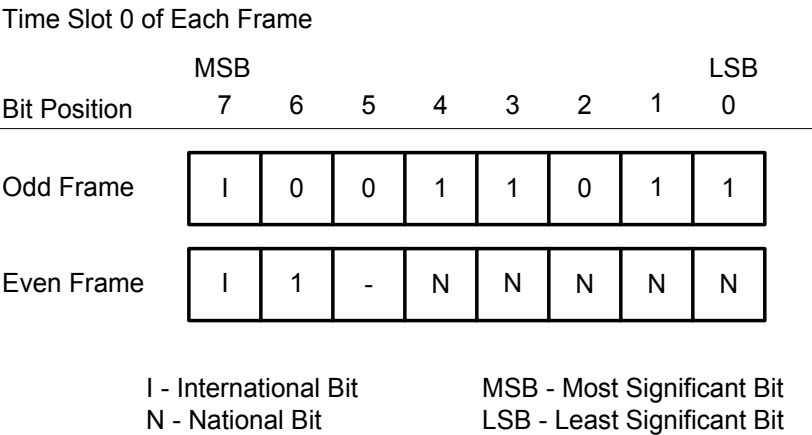 Time Slot 0 of Each Frame
MSB LSB
Bit Position 7 6 5 4 3 2 1 0
Odd Frame I 0 0 1 1 0 1 1
Even Frame I 1 - N N N N N
I - International Bit MSB - Most Significant Bit
N - National Bit LSB - Least Significant Bit